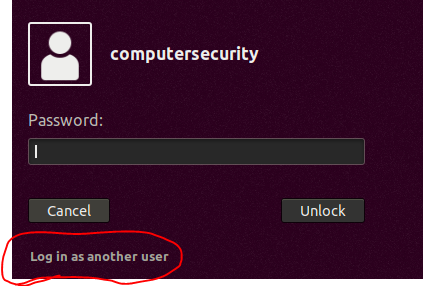 computersecurity
Password:
Cancel
Unlock
Log in as another user